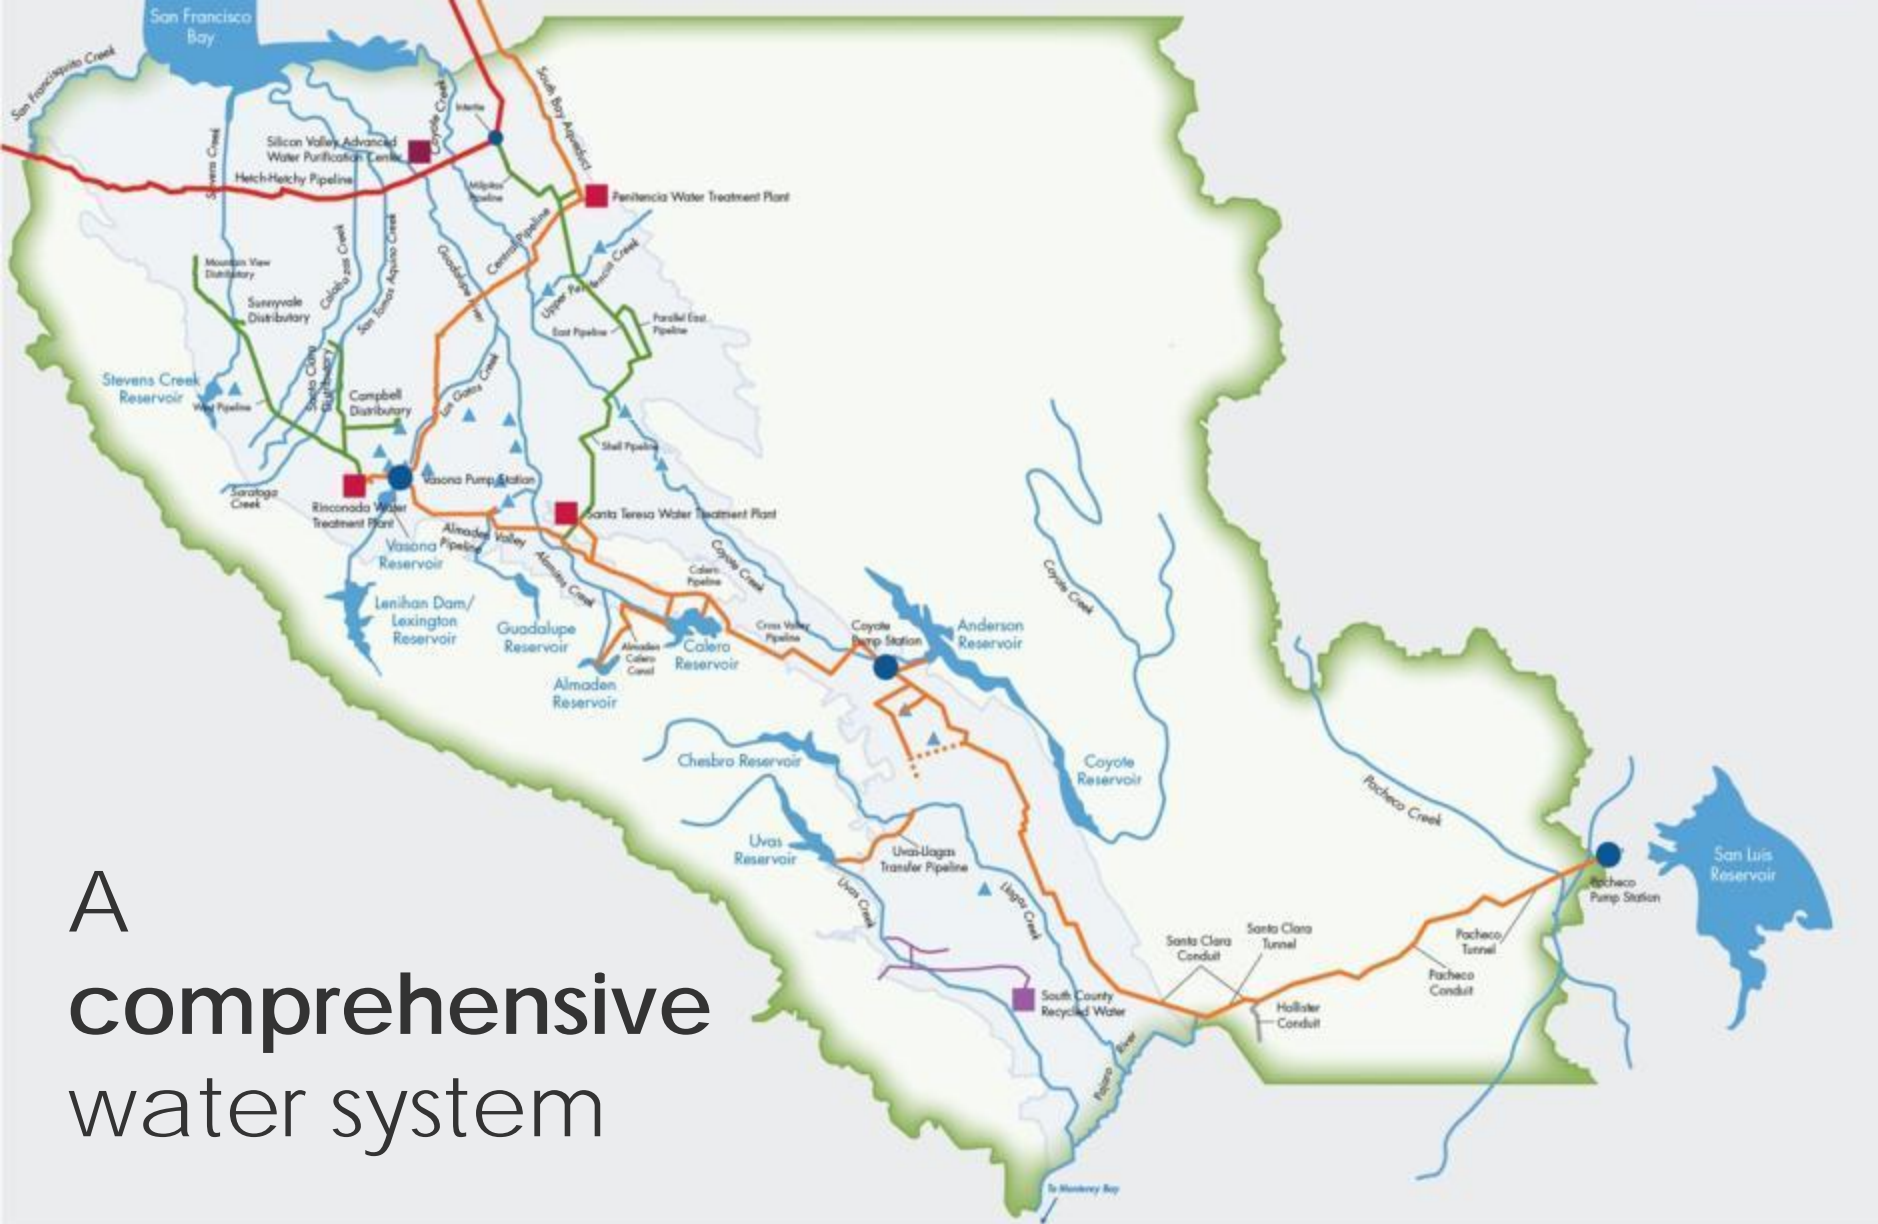 San Francisco
Bay
San Francisquito Creek
Stevens Creek
Silicon Valley Advanced
Water Purification Center
Coyote Creek
Intertie
South Bay Aqueduct
Hetch-Hetchy Pipeline
Milpitas
Pipeline
Penitencia Water Treatment Plant
Central Pipeline
Mountain View
Distributary
Sunnyvale
Distributary
Calabazas Creek
San Tomas Aquino Creek
Guadalupe River
Upper Penitencia Creek
East Pipeline
Parallel East
Pipeline
Stevens Creek
Reservoir
West Pipeline
Santa Clara
Distributary
Campbell
Distributary
Los Gatos Creek
Shell Pipeline
Saratoga
Creek
Rinconada Water
Treatment Plant
Vasona Pump Station
Santa Teresa Water Treatment Plant
Vasona
Reservoir
Almaden Valley
Pipeline
Alamitos Creek
Calero
Pipeline
Coyote Creek
Coyote Creek
Lenihan Dam/
Lexington
Reservoir
Guadalupe
Reservoir
Almaden
Calero
Canal
Calero
Reservoir
Cross Valley
Pipeline
Coyote
Pump Station
Anderson
Reservoir
Almaden
Reservoir
Chesbro Reservoir
Coyote
Reservoir
Pacheco Creek
Uvas
Reservoir
Uvas-Llagas
Transfer Pipeline
Uvas Creek
Llagas Creek
San Luis
Reservoir
Pacheco
Pump Station
Santa Clara
Conduit
Santa Clara
Tunnel
Pacheco
Tunnel
Pacheco
Conduit
Hollister
Conduit
South County
Recycled Water
Pajaro River
To Monterey Bay
A
comprehensive
water system